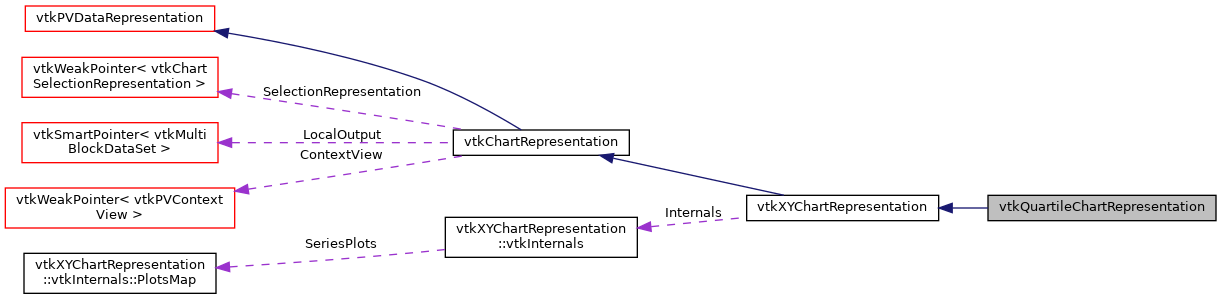 vtkPVDataRepresentation
vtkWeakPointer< vtkChart
SelectionRepresentation >
SelectionRepresentation
vtkSmartPointer< vtkMulti
BlockDataSet >
LocalOutput
ContextView
vtkChartRepresentation
vtkWeakPointer< vtkPVContext
View >
vtkXYChartRepresentation
vtkQuartileChartRepresentation
Internals
vtkXYChartRepresentation
::vtkInternals
SeriesPlots
vtkXYChartRepresentation
::vtkInternals::PlotsMap